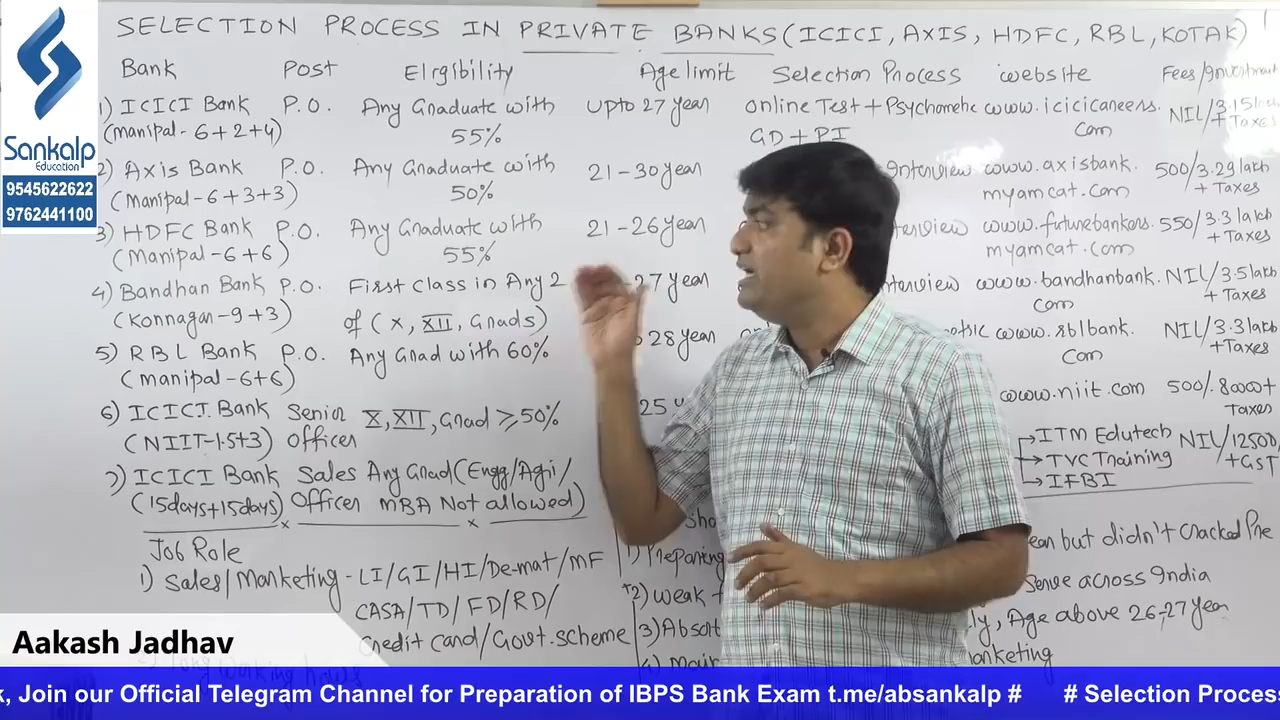 SELECTION PROCESS IN PRIVATE BANKS (ICICI, AXIS, HDFC, RBL, KOTAK)
Bank Post Elrgibility Age limit Selection Process website Fees/Investment
1) ICICI Bank P.O. Any Graduate with upto 27 year online Test + Psychometric www.icicicareers. NIL/3.15 lakh
(manipal-6+2+4) 55% GD + PI com + Taxes
2) Axis Bank P.O. Any Graduate with 21-30 year Interview www.axisbank. 500/3.29 lakh
(Manipal-6+3+3) 50% myamcat.com + Taxes
3) HDFC Bank P.O. Any Graduate with 21-26 year www.futurebankers. 550/3.3 lakh
(Manipal-6+6) 55% myamcat.com + Taxes
4) Bandhan Bank P.O. First class in Any 2 27 year www.bandhanbank. NIL/3.5 lakh
(Konnagar-9+3) of (X, XII, Grads) com + Taxes
5) RBL Bank P.O. Any Grad with 60% 28 year www.rblbank. NIL/3.3 lakh
(manipal-6+6) com +Taxes
6) ICICI Bank Senior X, XII, Grad ≥50% 25 www.niit.com 500/.8000+
(NIIT-1.5+3) officer Taxes
7) ICICI Bank Sales Any Grad (Engg/Agri/ ITM Edutech NIL/12500/
(15days+15days) Officer MBA Not allowed) TVC Training +GST
IFBI
Job Role
1) Sales/Marketing - LI/GI/HI/De-mat/MF
CASA/TD/FD/RD/
Credit card/Govt. scheme
1) Preparing but didn't cracked Pre
2) weak Serve across India
3) Absort , Age above 26-27 year
marketing
long working hours
Sankalp
Education
9545622622
9762441100
Aakash Jadhav
k, Join our Official Telegram Channel for Preparation of IBPS Bank Exam t.me/absankalp # # Selection Process